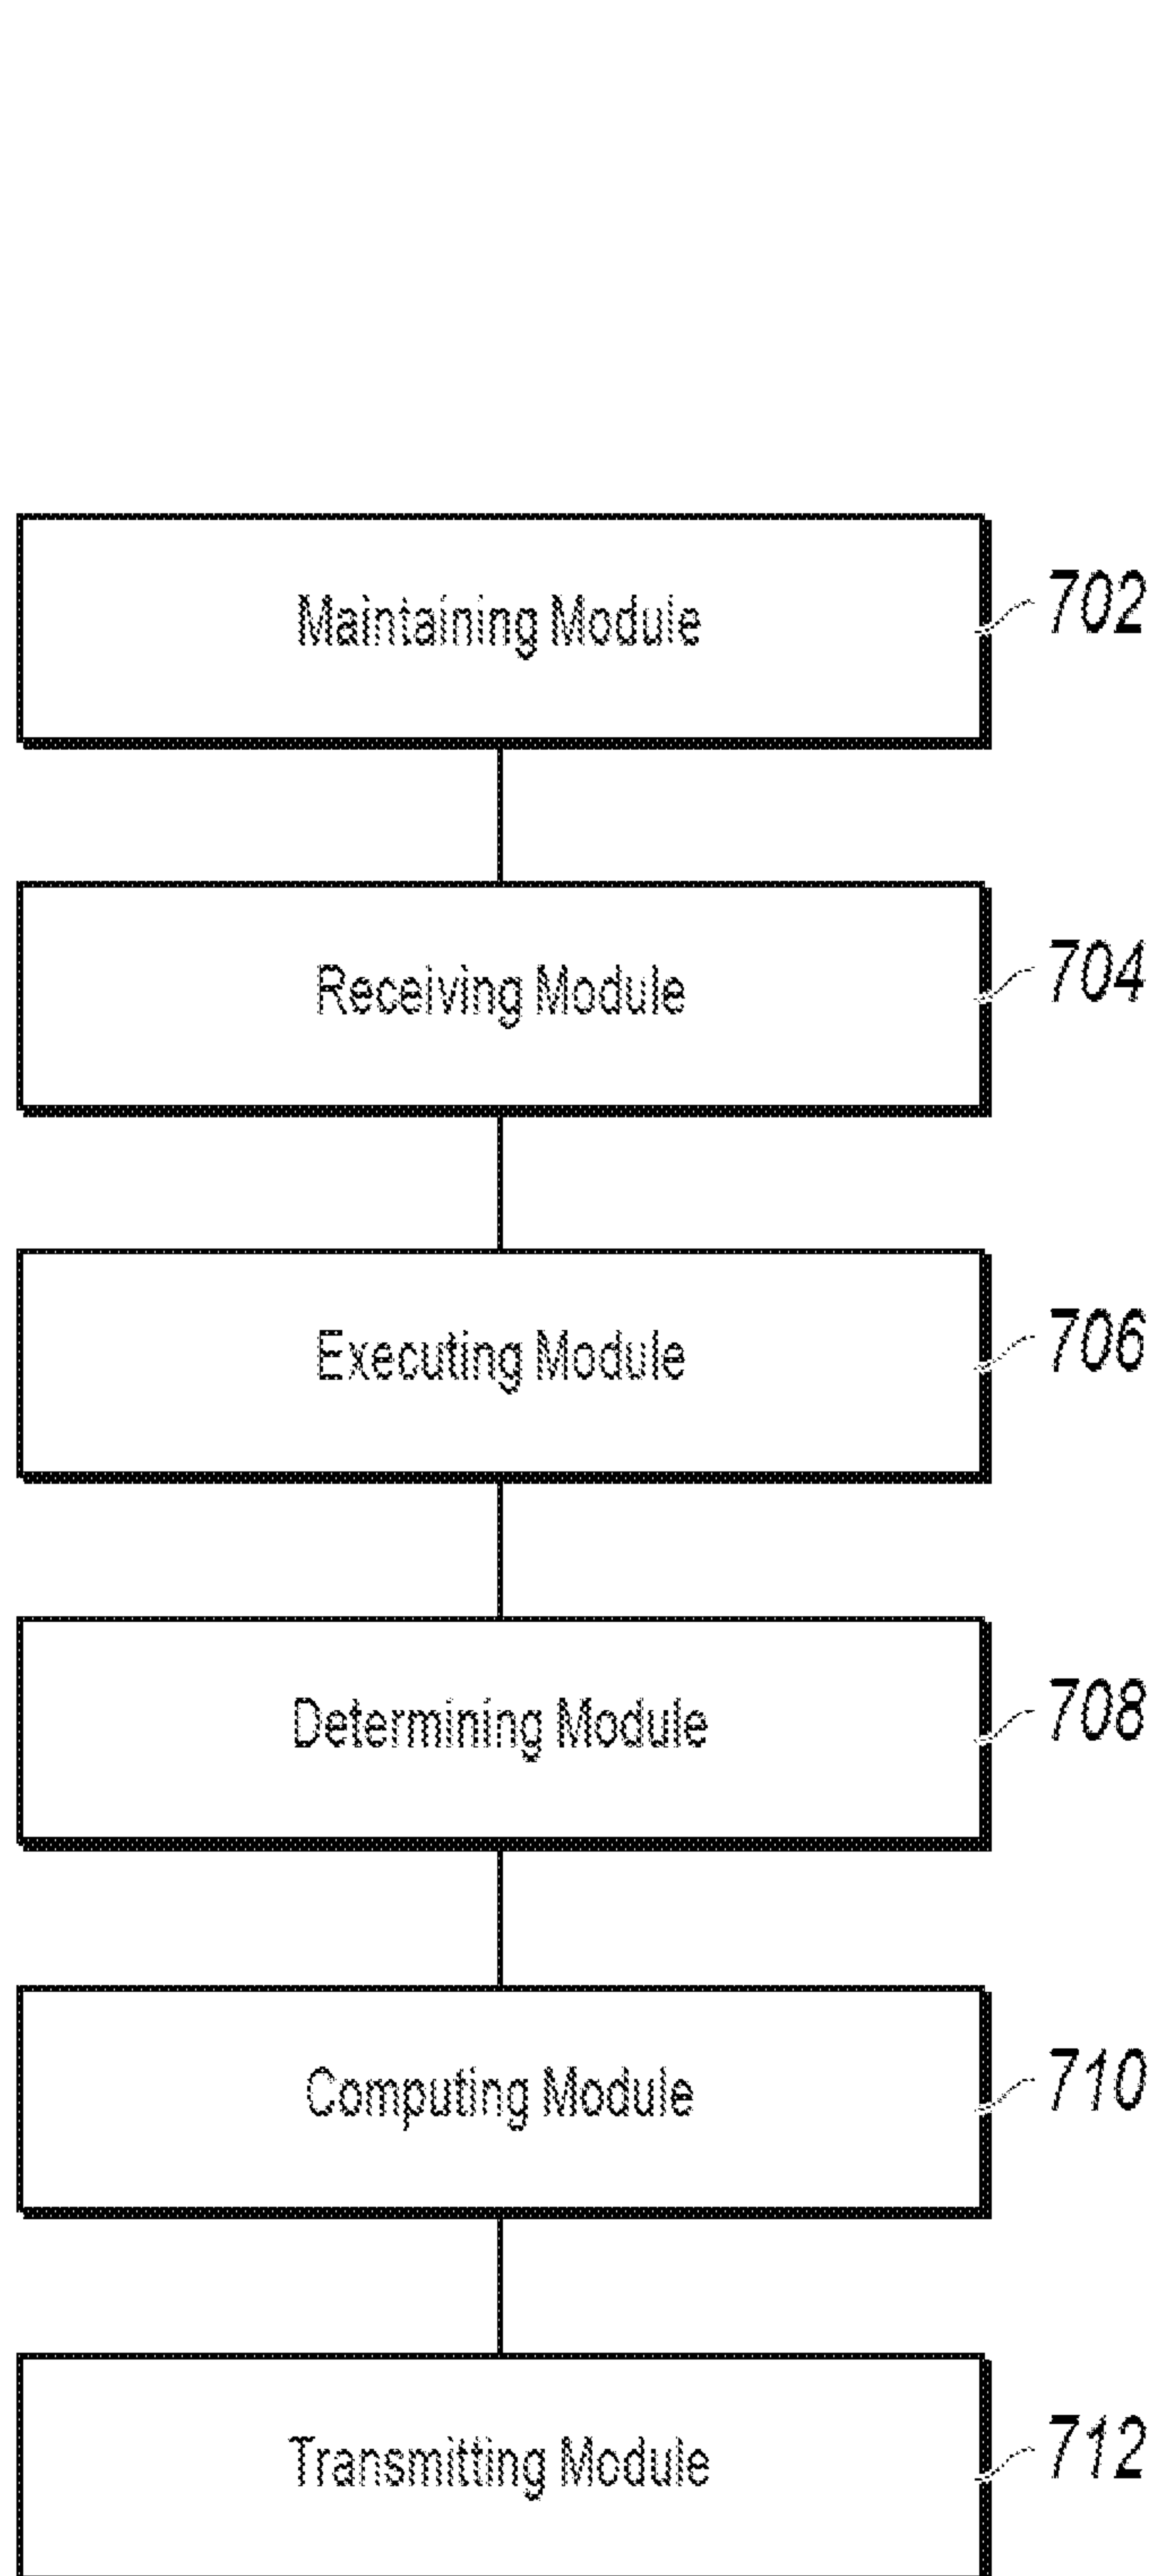 Maintaining Module 702
Receiving Module 704
Executing Module 706
Determining Module 708
Computing Module 710
Transmitting Module 712